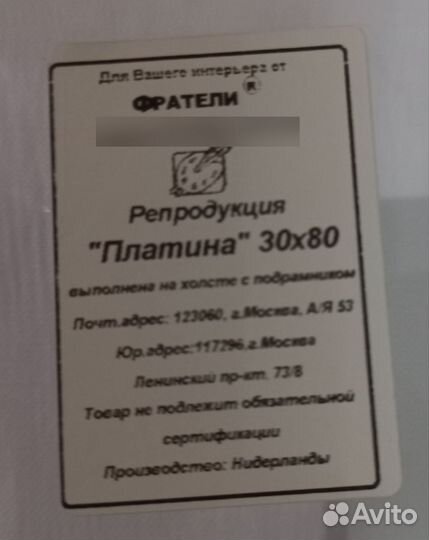 Для Вашего интерьера от
ФРАТЕЛИ ®
Репродукция
"Платина" 30х80
выполнена на холсте с подрамником
Почт.адрес: 123060, г.Москва, А/Я 53
Юр.адрес:117296,г.Москва
Ленинский пр-кт. 73/8
Товар не подлежит обязательной
сертификации
Производство: Нидерланды
Avito